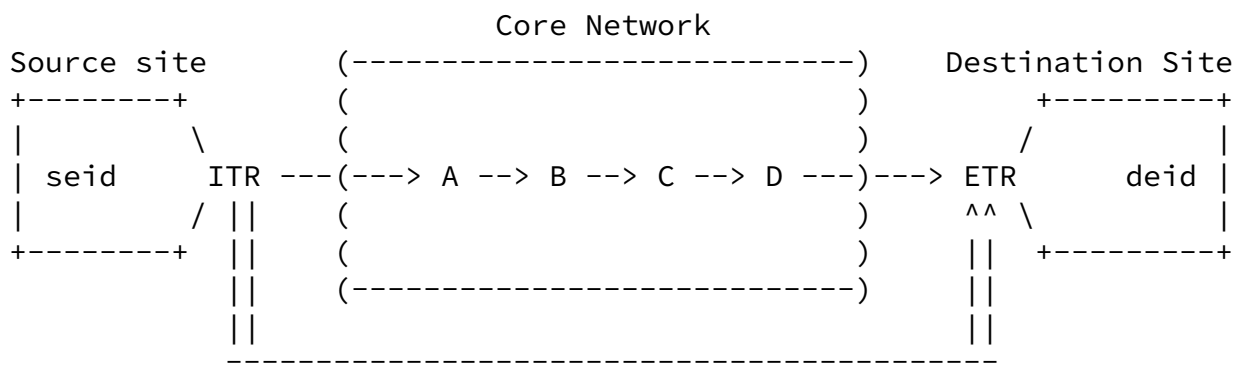 Core Network
Source site (----------------------------) Destination Site
+--------+ ( ) +---------+
| \ ( ) / |
| seid ITR ---(---> A --> B --> C --> D ---)---> ETR deid |
| / || ( ) ^^ \ |
+--------+ || ( ) || +---------+
|| (----------------------------) ||
|| ||
-------------------------------------------